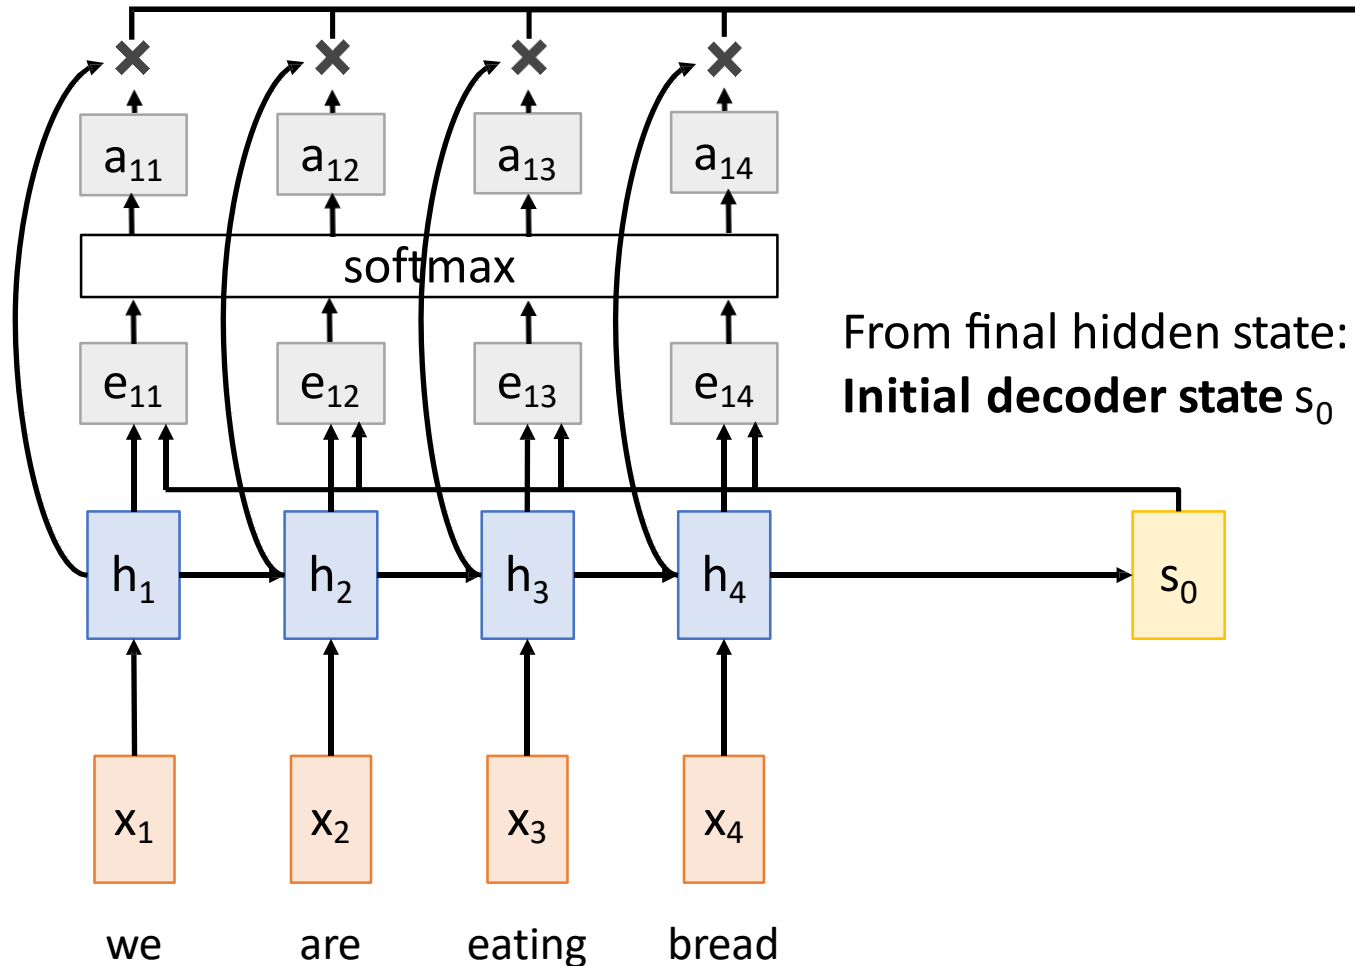 a₁₁ a₁₂ a₁₃ a₁₄
softmax
From final hidden state:
e₁₁ e₁₂ e₁₃ e₁₄
Initial decoder state s₀
h₁ h₂ h₃ h₄ s₀
x₁ x₂ x₃ x₄
we are eating bread